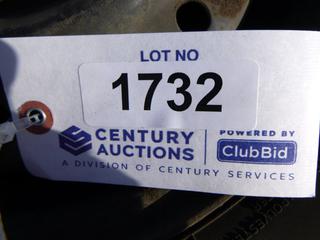 LOT NO
1732
CENTURY
AUCTIONS
POWERED BY
ClubBid
A DIVISION OF CENTURY SERVICES